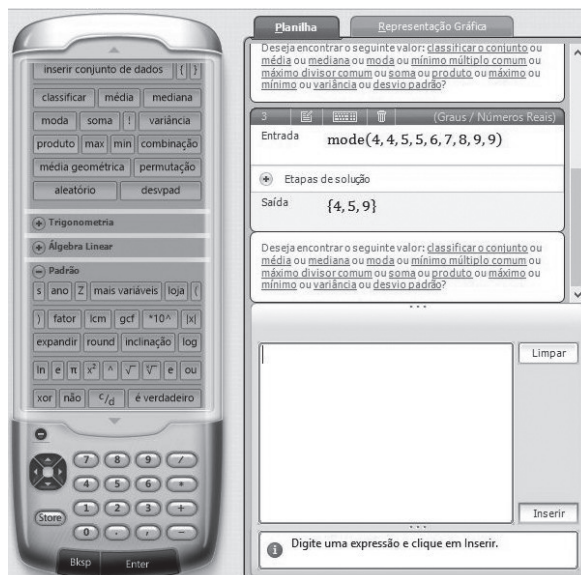 inserir conjunto de dados { }
classificar média mediana
moda soma ! variância
produto max min combinação
média geométrica permutação
aleatório desvpad
Trigonometria
Álgebra Linear
Padrão
s ano Z mais variáveis loja (
) fator lcm gcf *10^ |x|
expandir round inclinação log
ln e π x² ^ √ ∛ e ou
xor não c/d é verdadeiro
7 8 9 /
4 5 6 *
1 2 3 +
Store
0 . , −
Bksp Enter
Planilha Representação Gráfica
Deseja encontrar o seguinte valor: classificar o conjunto ou
média ou mediana ou moda ou mínimo múltiplo comum ou
máximo divisor comum ou soma ou produto ou máximo ou
mínimo ou variância ou desvio padrão?
3 (Graus / Números Reais)
Entrada mode(4, 4, 5, 5, 6, 7, 8, 9, 9)
Etapas de solução
Saída {4, 5, 9}
Deseja encontrar o seguinte valor: classificar o conjunto ou
média ou mediana ou moda ou mínimo múltiplo comum ou
máximo divisor comum ou soma ou produto ou máximo ou
mínimo ou variância ou desvio padrão?
Limpar
Inserir
Digite uma expressão e clique em Inserir.